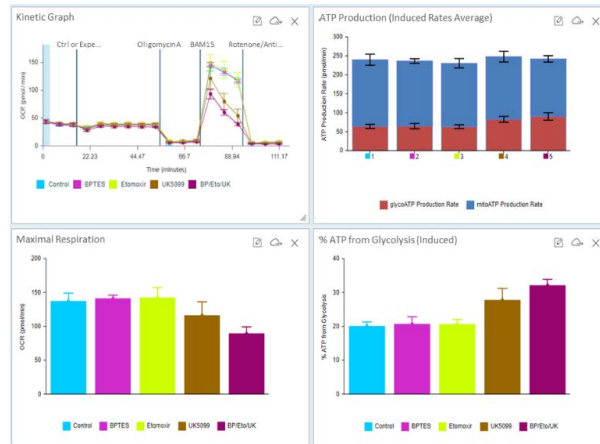 Kinetic Graph
Ctrl or Expe... OligomycinA BAM15 Rotenone/Anti...
OCR (pmol/ min)
150
100
50
0
0 22.23 44.47 66.7 88.94 111.17
Time (minutes)
Control BPTES Etomoxir UK5099 BP/Eto/UK
ATP Production (Induced Rates Average)
ATP Production Rate (pmol/min)
300
250
200
150
100
50
0
1 2 3 4 5
glycoATP Production Rate mitoATP Production Rate
Maximal Respiration
OCR (pmol/min)
200
150
100
50
0
Control BPTES Etomoxir UK5099 BP/Eto/UK
% ATP from Glycolysis (Induced)
% ATP from Glycolysis
40
30
20
10
0
Control BPTES Etomoxir UK5099 BP/Eto/UK